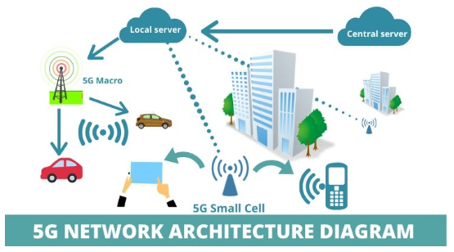 Local server
Central server
5G Macro
5G Small Cell
5G NETWORK ARCHITECTURE DIAGRAM